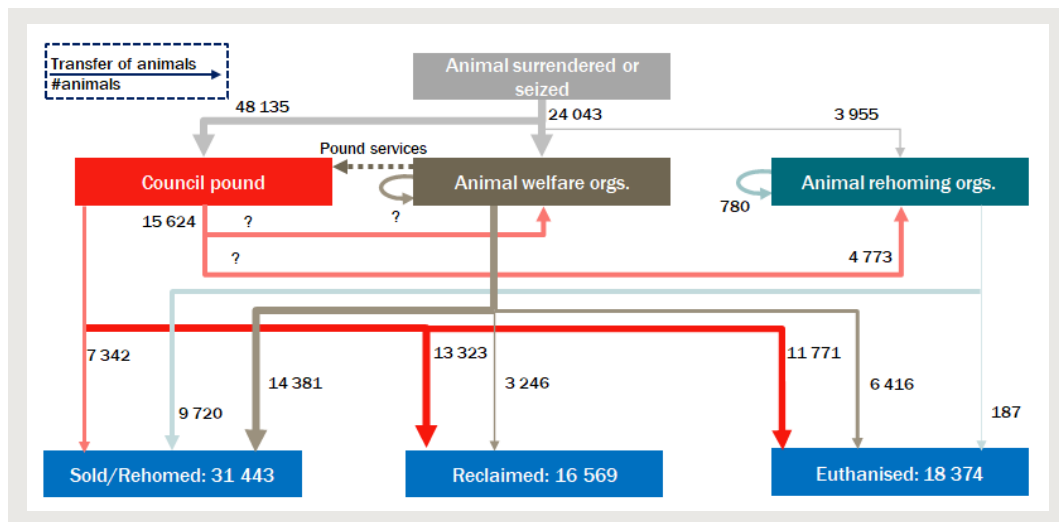 Transfer of animals
#animals
Animal surrendered or
seized
48 135
24 043
3 955
Pound services
Council pound
Animal welfare orgs.
Animal rehoming orgs.
15 624
?
?
780
?
4 773
7 342
13 323
11 771
9 720
14 381
3 246
6 416
187
Sold/Rehomed: 31 443
Reclaimed: 16 569
Euthanised: 18 374